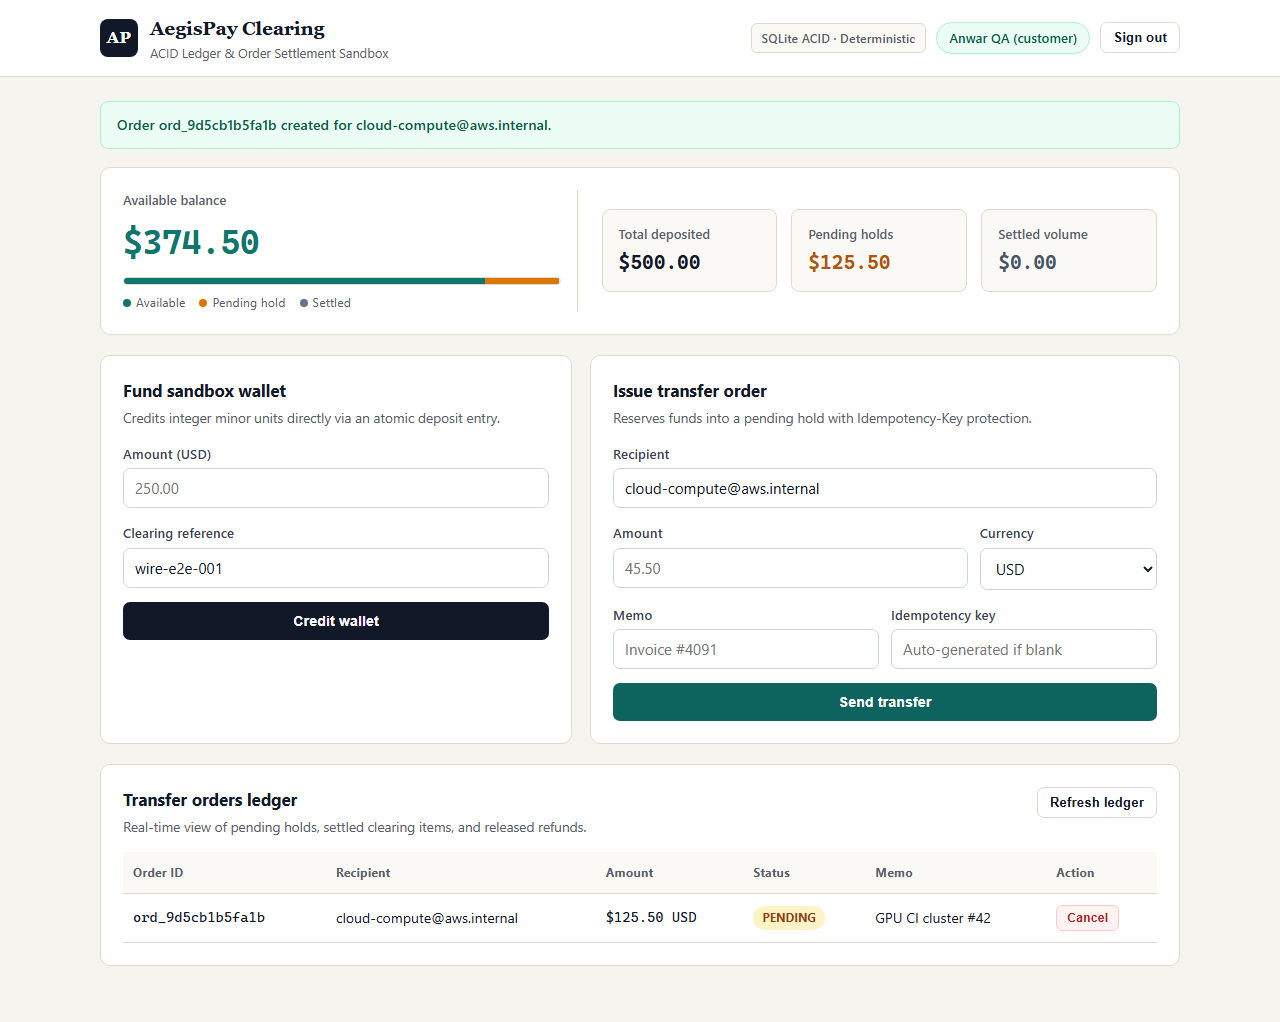 AP
AegisPay Clearing
ACID Ledger & Order Settlement Sandbox
SQLite ACID · Deterministic
Anwar QA (customer)
Sign out
Order ord_9d5cb1b5fa1b created for cloud-compute@aws.internal.
Available balance
$374.50
Available
Pending hold
Settled
Total deposited
$500.00
Pending holds
$125.50
Settled volume
$0.00
Fund sandbox wallet
Credits integer minor units directly via an atomic deposit entry.
Amount (USD)
250.00
Clearing reference
wire-e2e-001
Credit wallet
Issue transfer order
Reserves funds into a pending hold with Idempotency-Key protection.
Recipient
cloud-compute@aws.internal
Amount
Currency
45.50
USD
Memo
Idempotency key
Invoice #4091
Auto-generated if blank
Send transfer
Transfer orders ledger
Refresh ledger
Real-time view of pending holds, settled clearing items, and released refunds.
Order ID Recipient Amount Status Memo Action
ord_9d5cb1b5fa1b cloud-compute@aws.internal $125.50 USD PENDING GPU CI cluster #42 Cancel